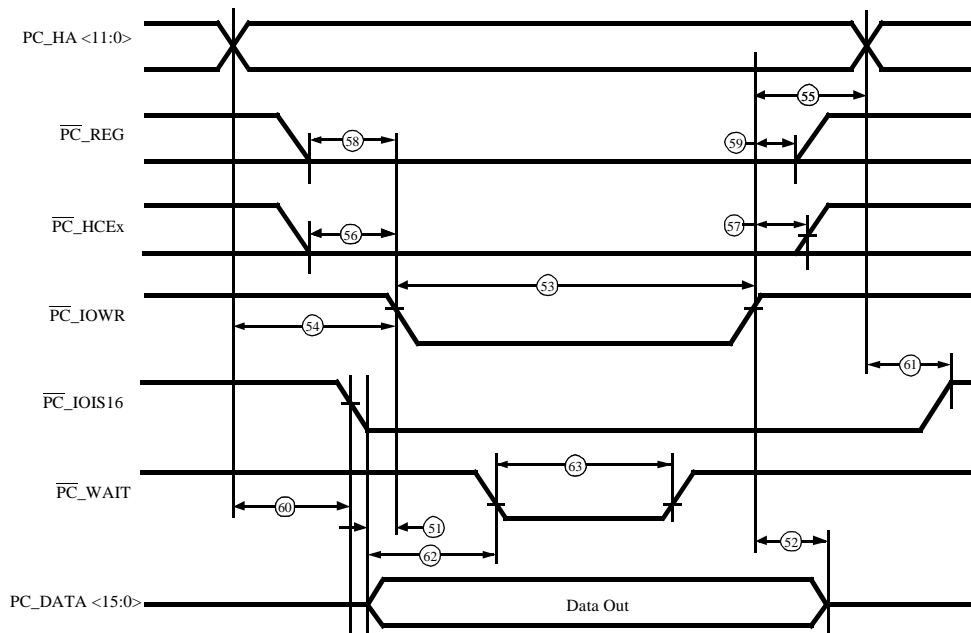 PC_HA <11:0>
55
PC_REG
58
59
PC_HCEx
56
57
53
PC_IOWR
54
61
PC_IOIS16
63
PC_WAIT
60
51
62
52
PC_DATA <15:0>
Data Out